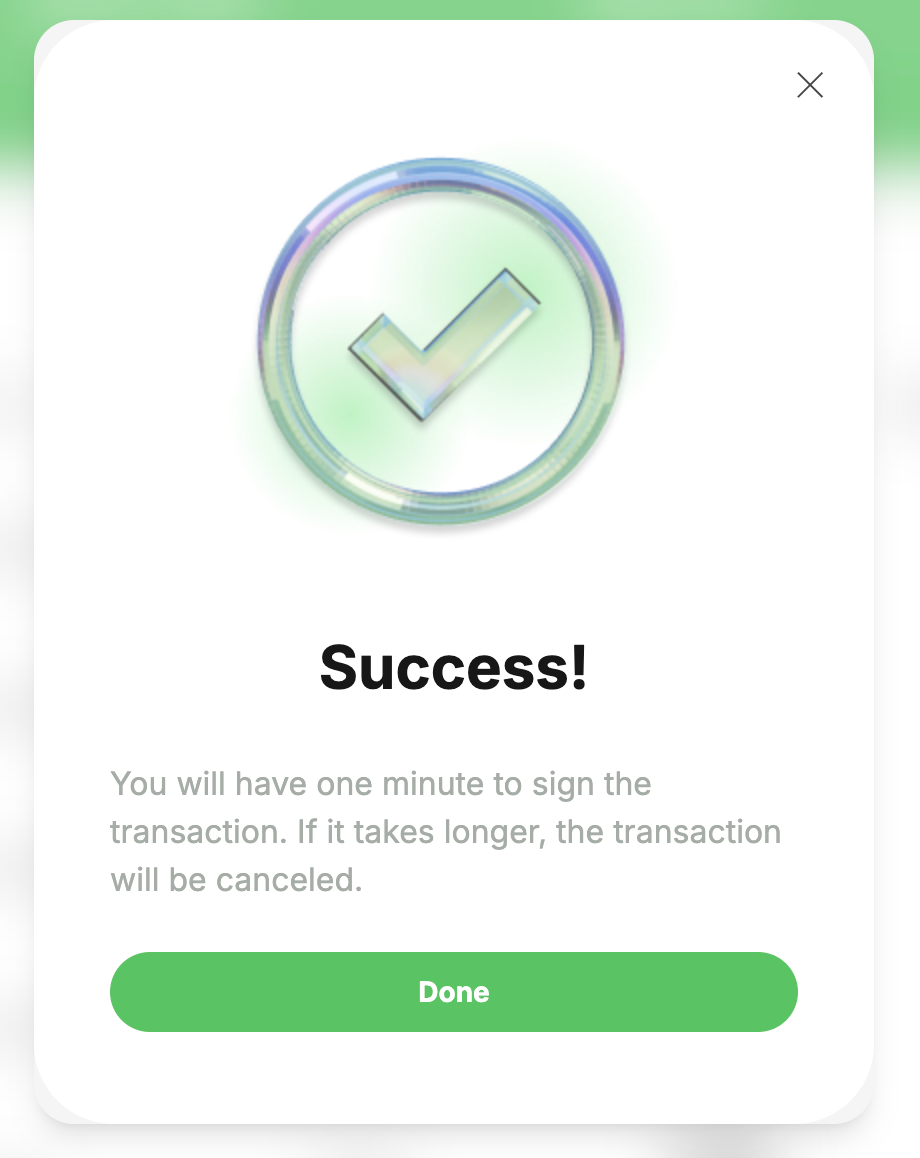 Success!
You will have one minute to sign the
transaction. If it takes longer, the transaction
will be canceled.
Done